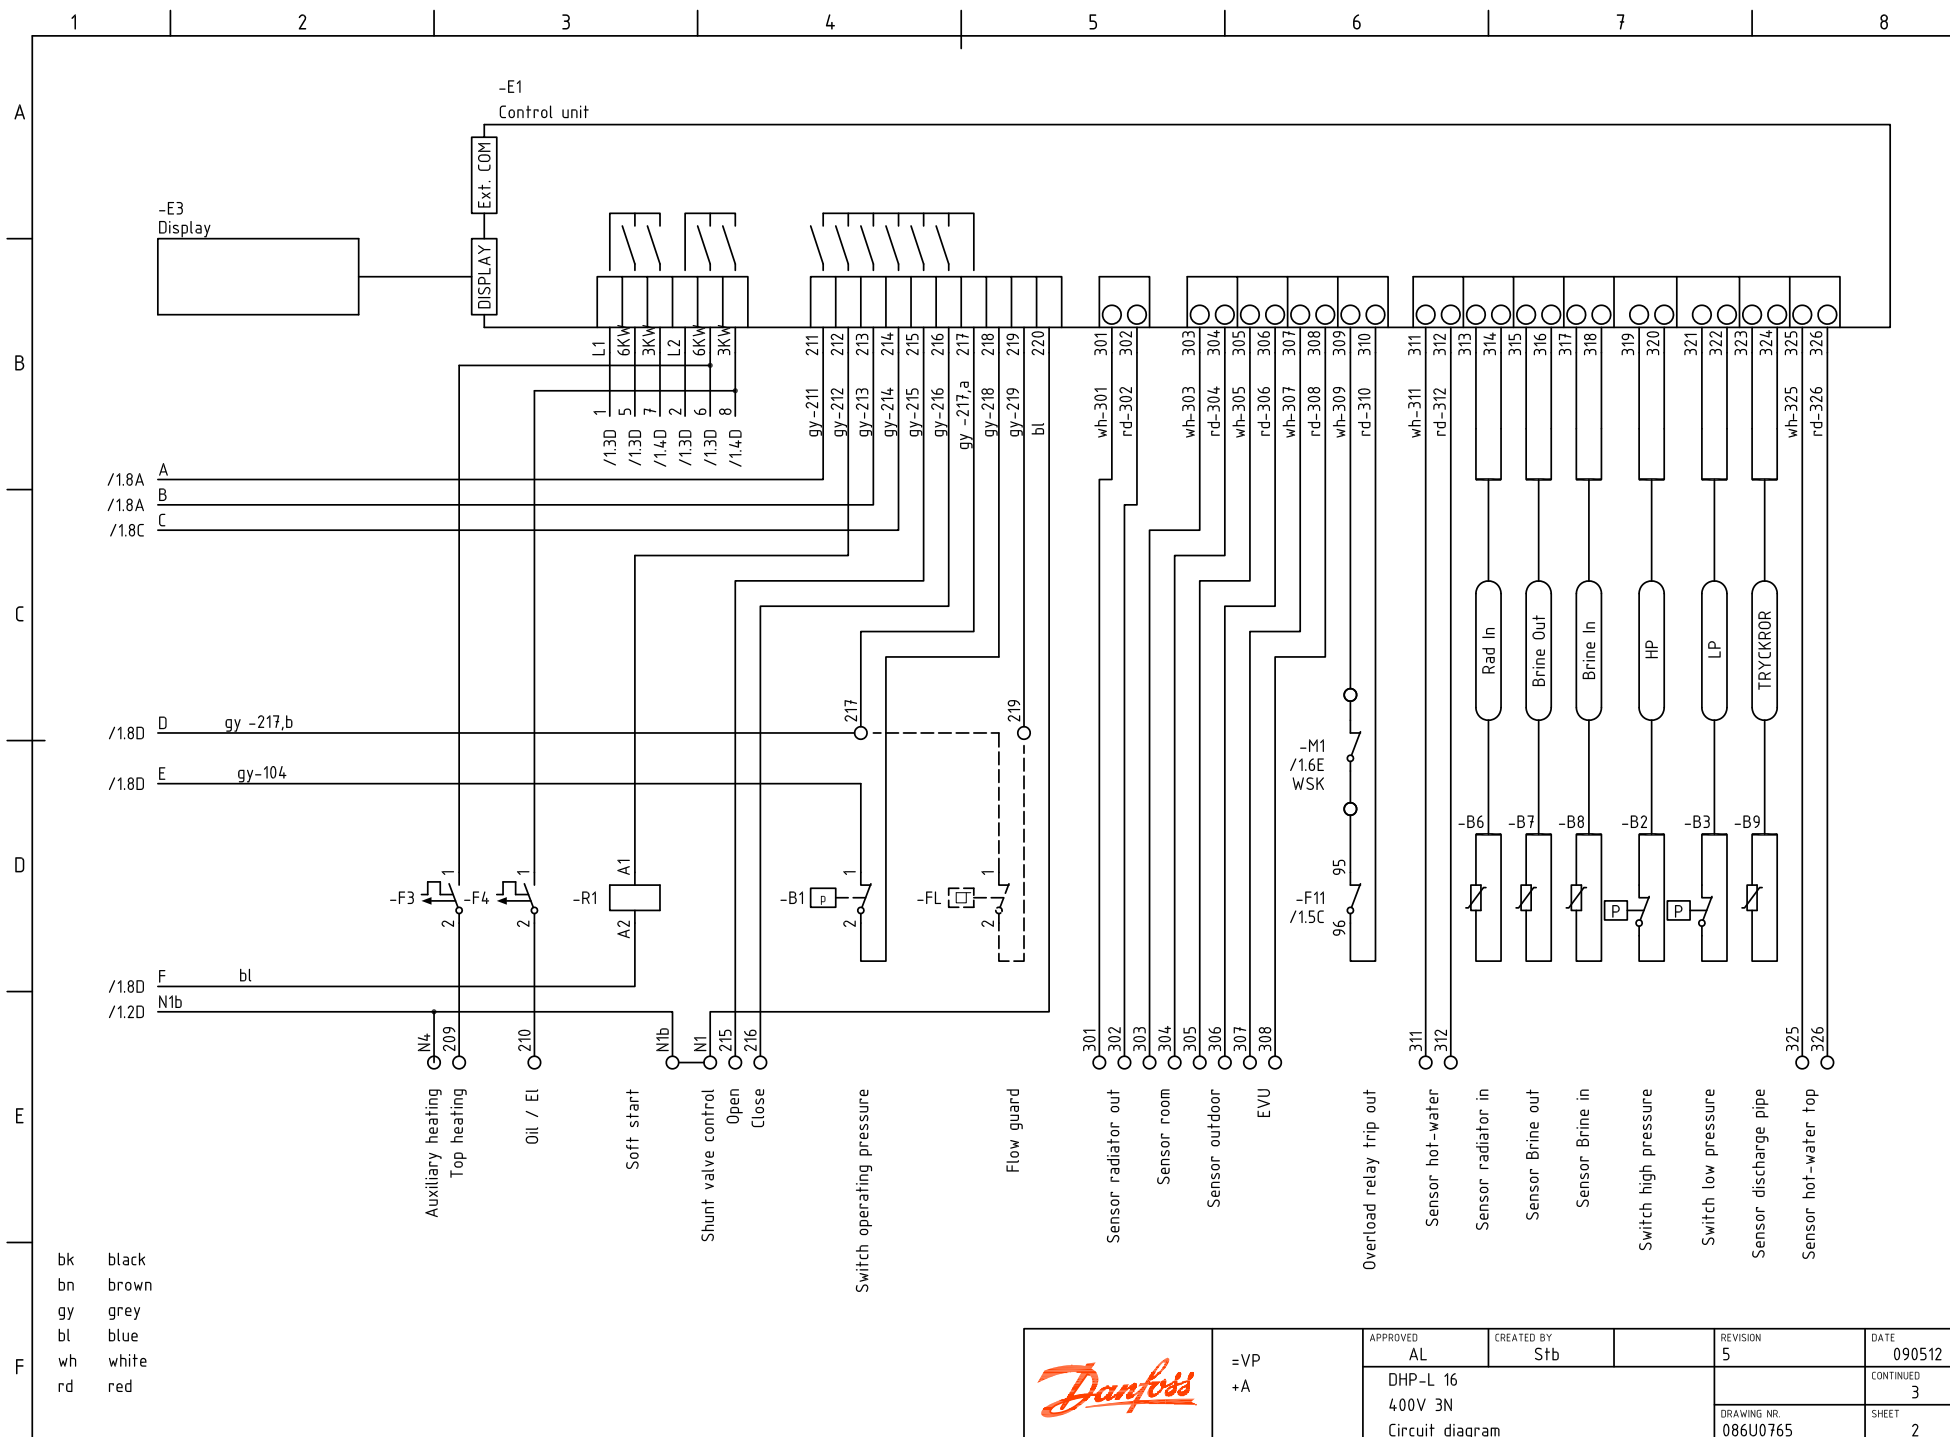 1 2 3 4 5 6 7 8
A
B
C
D
E
F
-E1
Control unit
Ext. COM
DISPLAY
-E3
Display
L1 6KW 3KW L2 6KW 3KW
1 5 7 2 6 8
/1.3D /1.3D /1.4D /1.3D /1.3D /1.4D
211 212 213 214 215 216 217 218 219 220
gy-211 gy-212 gy-213 gy-214 gy-215 gy-216 gy -217,a gy-218 gy-219 bl
301 302
wh-301 rd-302
303 304 305 306 307 308 309 310
wh-303 rd-304 wh-305 rd-306 wh-307 rd-308 wh-309 rd-310
311 312 313 314 315 316 317 318 319 320 321 322 323 324 325 326
wh-311 rd-312 wh-325 rd-326
/1.8A A
/1.8A B
/1.8C C
/1.8D D gy -217,b
/1.8D E gy-104
/1.8D F bl
/1.2D N1b
217
219
Rad In
Brine Out
Brine In
HP
LP
TRYCKROR
-M1
/1.6E
WSK
-F3 1 2
-F4 1 2
-R1 A1 A2
-B1 p 1 2
-FL 1 2
-F11
/1.5C
95 96
-B6 -B7 -B8 -B2 -B3 -B9
P P
N4 209 210 N1b N1 215 216
301 302 303 304 305 306 307 308
311 312
325 326
Auxiliary heating
Top heating
Oil / El
Soft start
Shunt valve control
Open
Close
Switch operating pressure
Flow guard
Sensor radiator out
Sensor room
Sensor outdoor
EVU
Overload relay trip out
Sensor hot-water
Sensor radiator in
Sensor Brine out
Sensor Brine in
Switch high pressure
Switch low pressure
Sensor discharge pipe
Sensor hot-water top
bk black
bn brown
gy grey
bl blue
wh white
rd red
Danfoss
=VP
+A
APPROVED
AL
CREATED BY
Stb
REVISION
5
DATE
090512
DHP-L 16
400V 3N
Circuit diagram
CONTINUED
3
DRAWING NR.
086U0765
SHEET
2